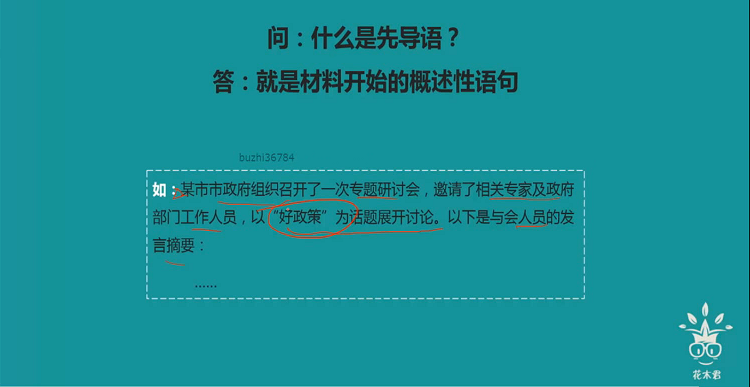 问：什么是先导语？
答：就是材料开始的概述性语句
buzhi36784
如：某市市政府组织召开了一次专题研讨会，邀请了相关专家及政府
部门工作人员，以“好政策”为话题展开讨论。以下是与会人员的发
言摘要：
……
花木君